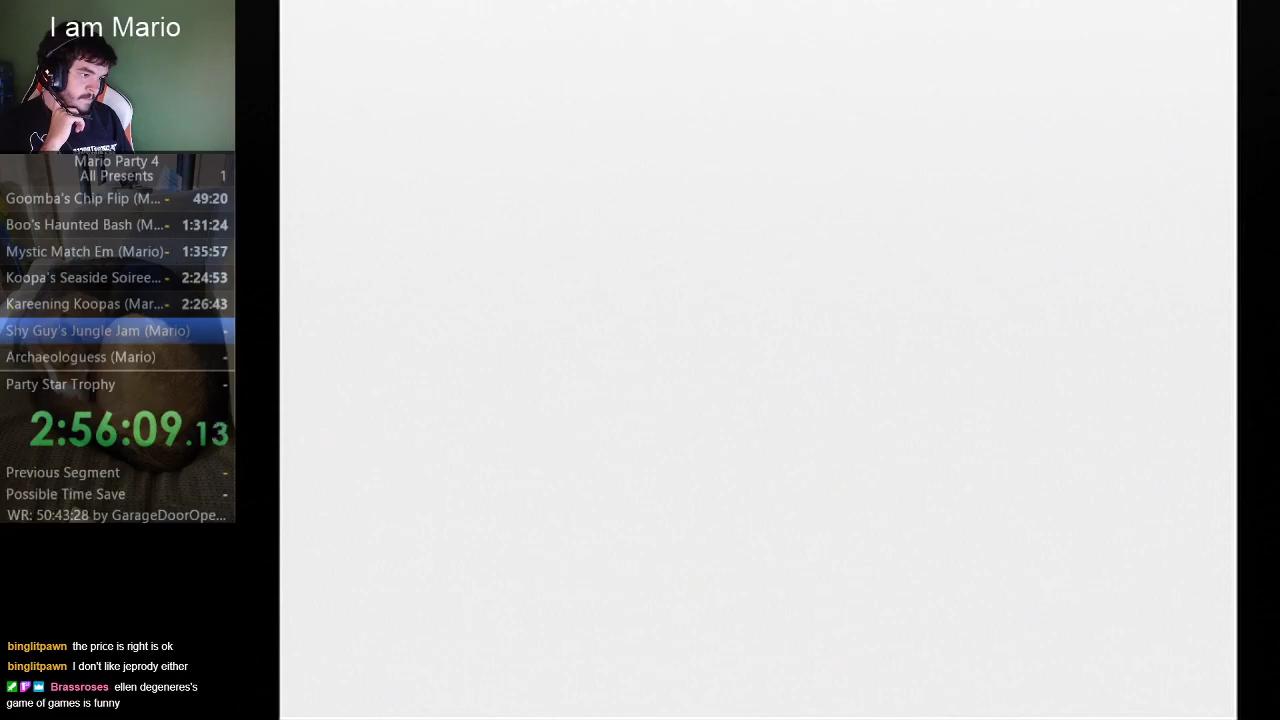 I am Mario
Mario Party 4
All Presents 1
Goomba's Chip Flip (M... - 49:20
Boo's Haunted Bash (M... - 1:31:24
Mystic Match Em (Mario)- 1:35:57
Koopa's Seaside Soiree... - 2:24:53
Kareening Koopas (Mar... - 2:26:43
Shy Guy's Jungle Jam (Mario) -
Archaeologuess (Mario) -
Party Star Trophy -
2:56:09.13
Previous Segment -
Possible Time Save -
WR: 50:43:28 by GarageDoorOpe...
binglitpawn the price is right is ok
binglitpawn I don't like jeprody either
Brassroses ellen degeneres's
game of games is funny